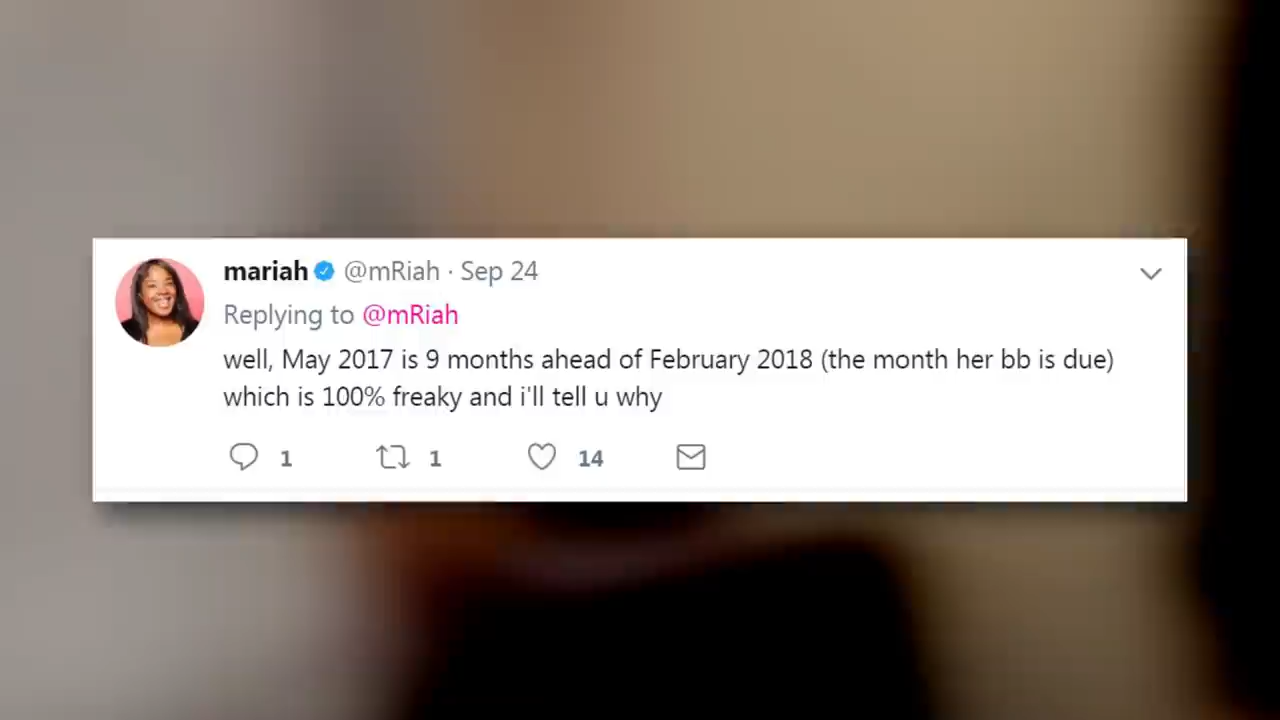 mariah @mRiah · Sep 24
Replying to @mRiah
well, May 2017 is 9 months ahead of February 2018 (the month her bb is due)
which is 100% freaky and i'll tell u why
1 1 14